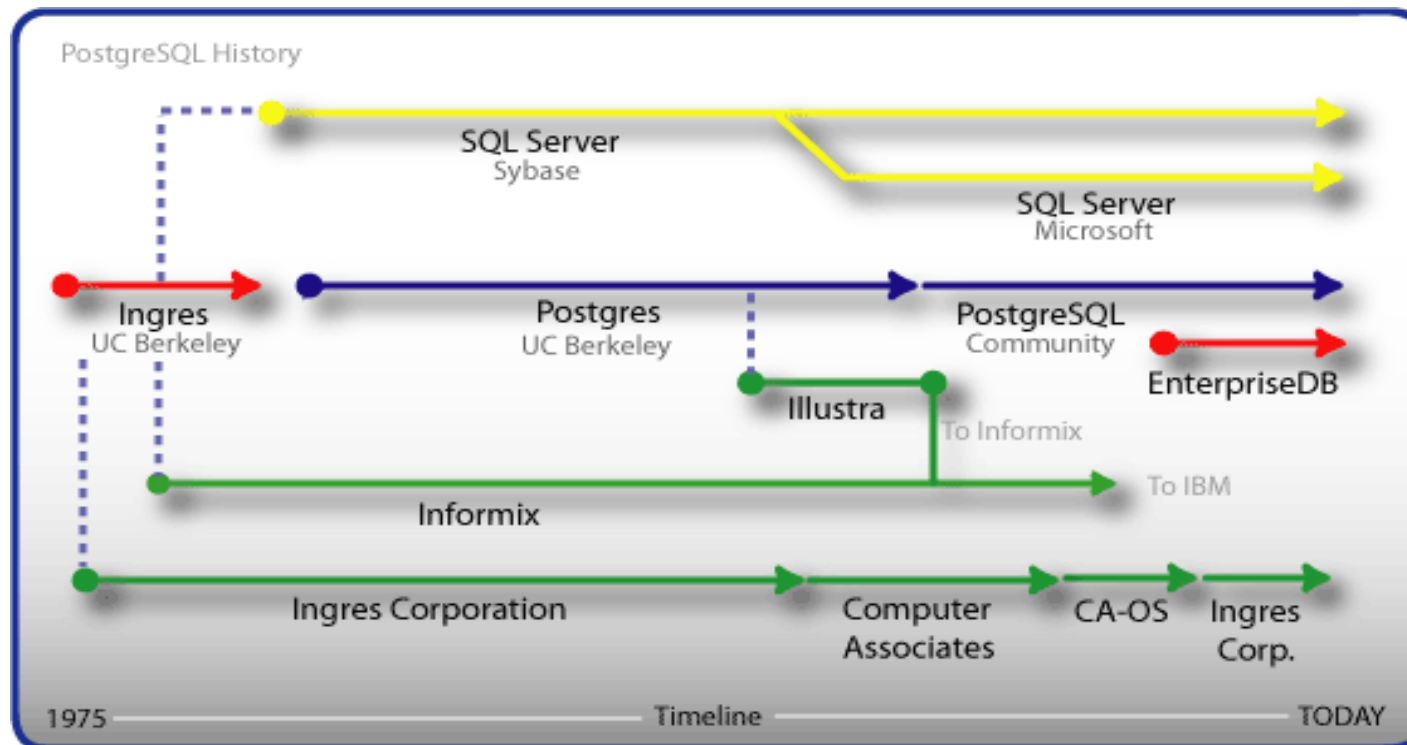 PostgreSQL History
SQL Server
Sybase
SQL Server
Microsoft
Ingres
UC Berkeley
Postgres
UC Berkeley
PostgreSQL
Community
EnterpriseDB
Illustra
To Informix
To IBM
Informix
Ingres Corporation
Computer
Associates
CA-OS
Ingres
Corp.
1975
Timeline
TODAY